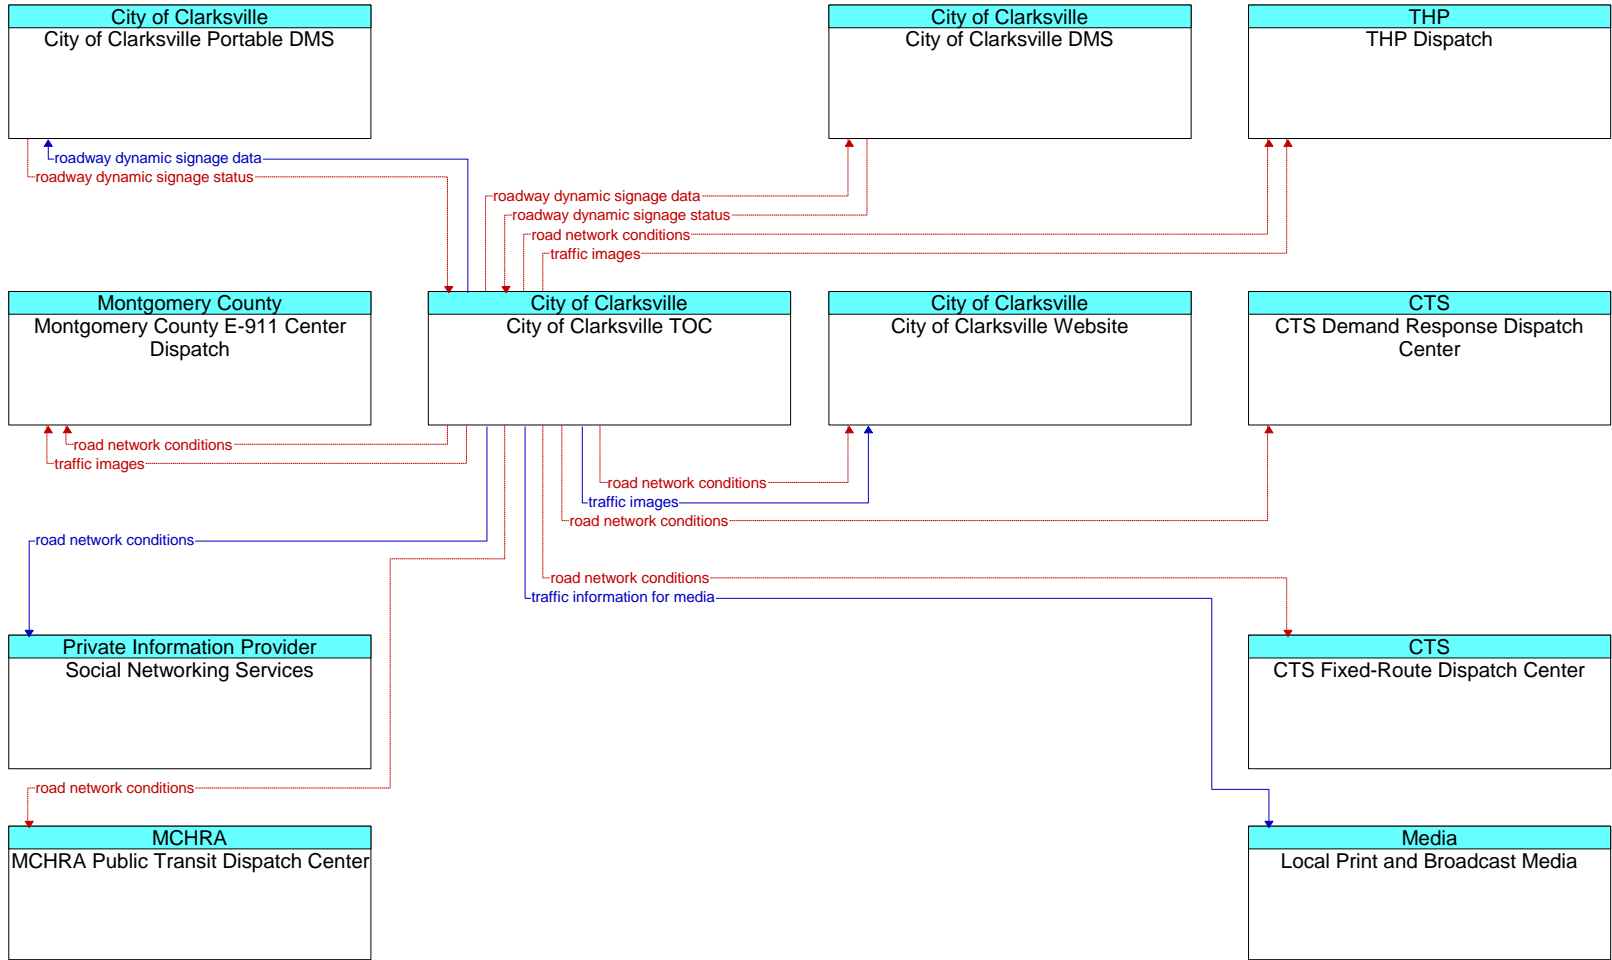 City of Clarksville
City of Clarksville Portable DMS
City of Clarksville
City of Clarksville DMS
THP
THP Dispatch
roadway dynamic signage data
roadway dynamic signage status
roadway dynamic signage data
roadway dynamic signage status
road network conditions
traffic images
Montgomery County
Montgomery County E-911 Center
Dispatch
City of Clarksville
City of Clarksville TOC
City of Clarksville
City of Clarksville Website
CTS
CTS Demand Response Dispatch
Center
road network conditions
traffic images
road network conditions
traffic images
road network conditions
road network conditions
road network conditions
traffic information for media
Private Information Provider
Social Networking Services
CTS
CTS Fixed-Route Dispatch Center
road network conditions
MCHRA
MCHRA Public Transit Dispatch Center
Media
Local Print and Broadcast Media